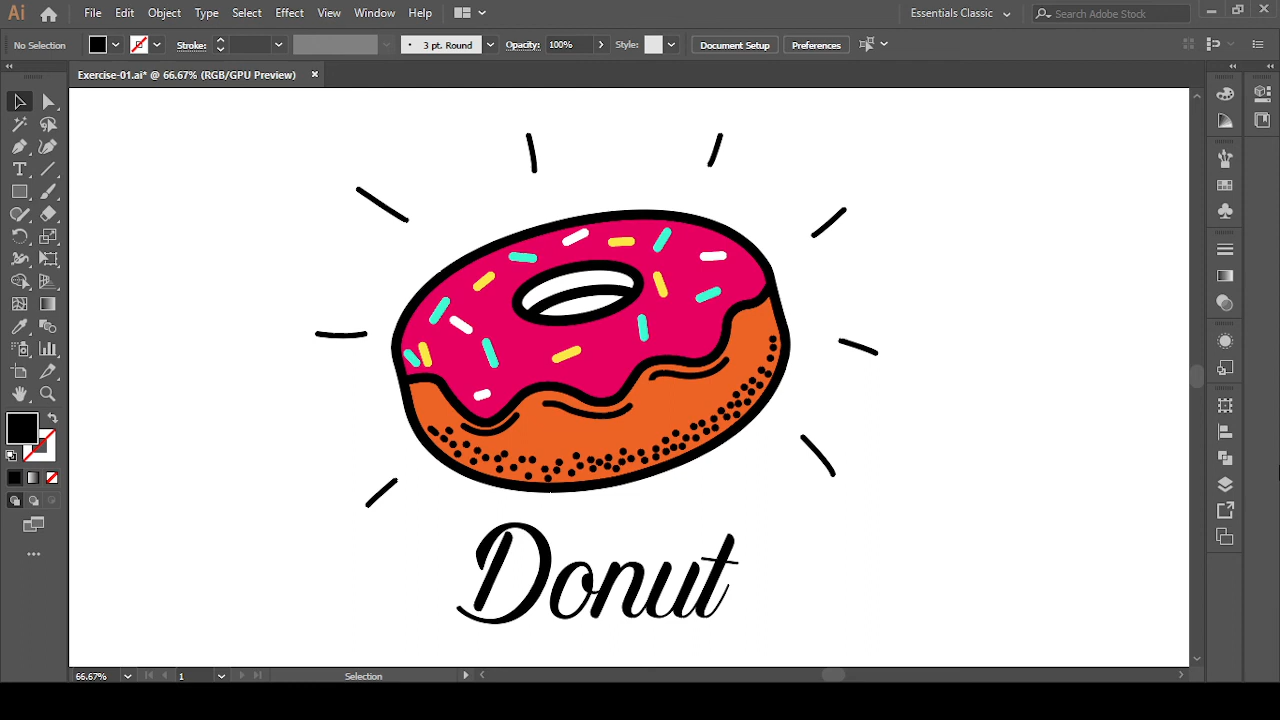 Ai File Edit Object Type Select Effect View Window Help Essentials Classic Search Adobe Stock
No Selection Stroke: 3 pt. Round Opacity: 100% Style: Document Setup Preferences
Exercise-01.ai* @ 66.67% (RGB/GPU Preview)
Donut
66.67% 1 Selection